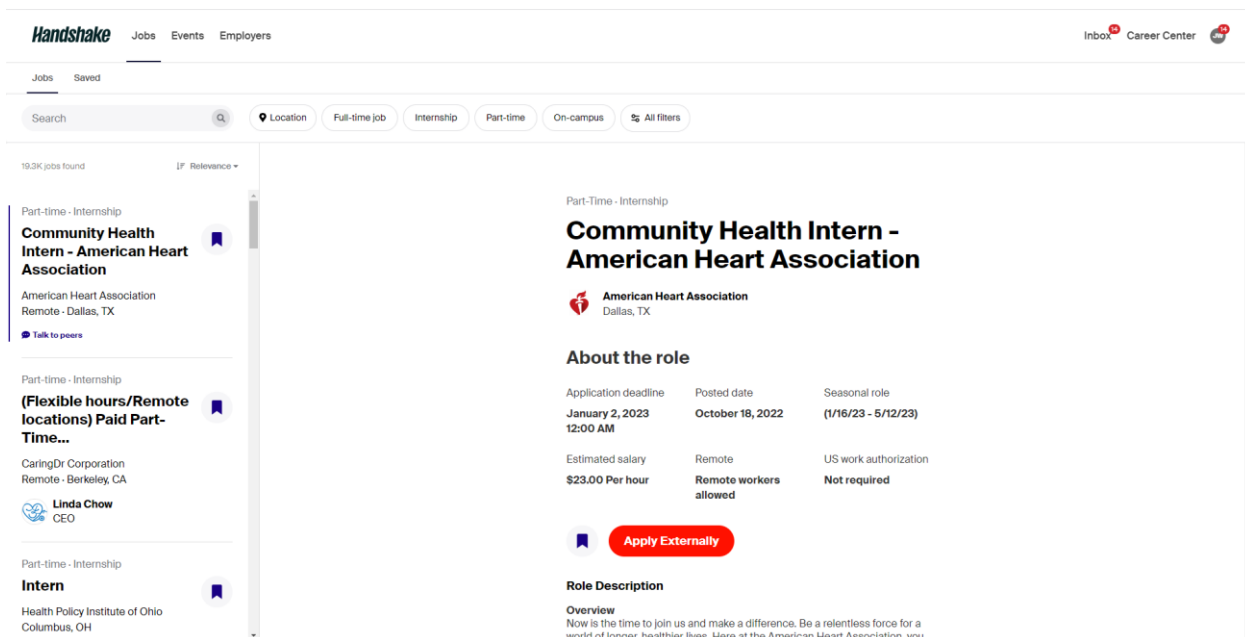 Handshake
Jobs
Events
Employers
Inbox
14
Career Center
JW
14
Jobs
Saved
Search
Location
Full-time job
Internship
Part-time
On-campus
All filters
19.3K jobs found
Relevance
Part-time · Internship
Community Health
Intern - American Heart
Association
American Heart Association
Remote · Dallas, TX
Talk to peers
Part-time · Internship
(Flexible hours/Remote
locations) Paid Part-
Time...
CaringDr Corporation
Remote · Berkeley, CA
Linda Chow
CEO
Part-time · Internship
Intern
Health Policy Institute of Ohio
Columbus, OH
Part-Time · Internship
Community Health Intern -
American Heart Association
American Heart Association
Dallas, TX
About the role
Application deadline
January 2, 2023
12:00 AM
Posted date
October 18, 2022
Seasonal role
(1/16/23 - 5/12/23)
Estimated salary
$23.00 Per hour
Remote
Remote workers
allowed
US work authorization
Not required
Apply Externally
Role Description
Overview
Now is the time to join us and make a difference. Be a relentless force for a
world of longer, healthier lives. Here at the American Heart Association, you